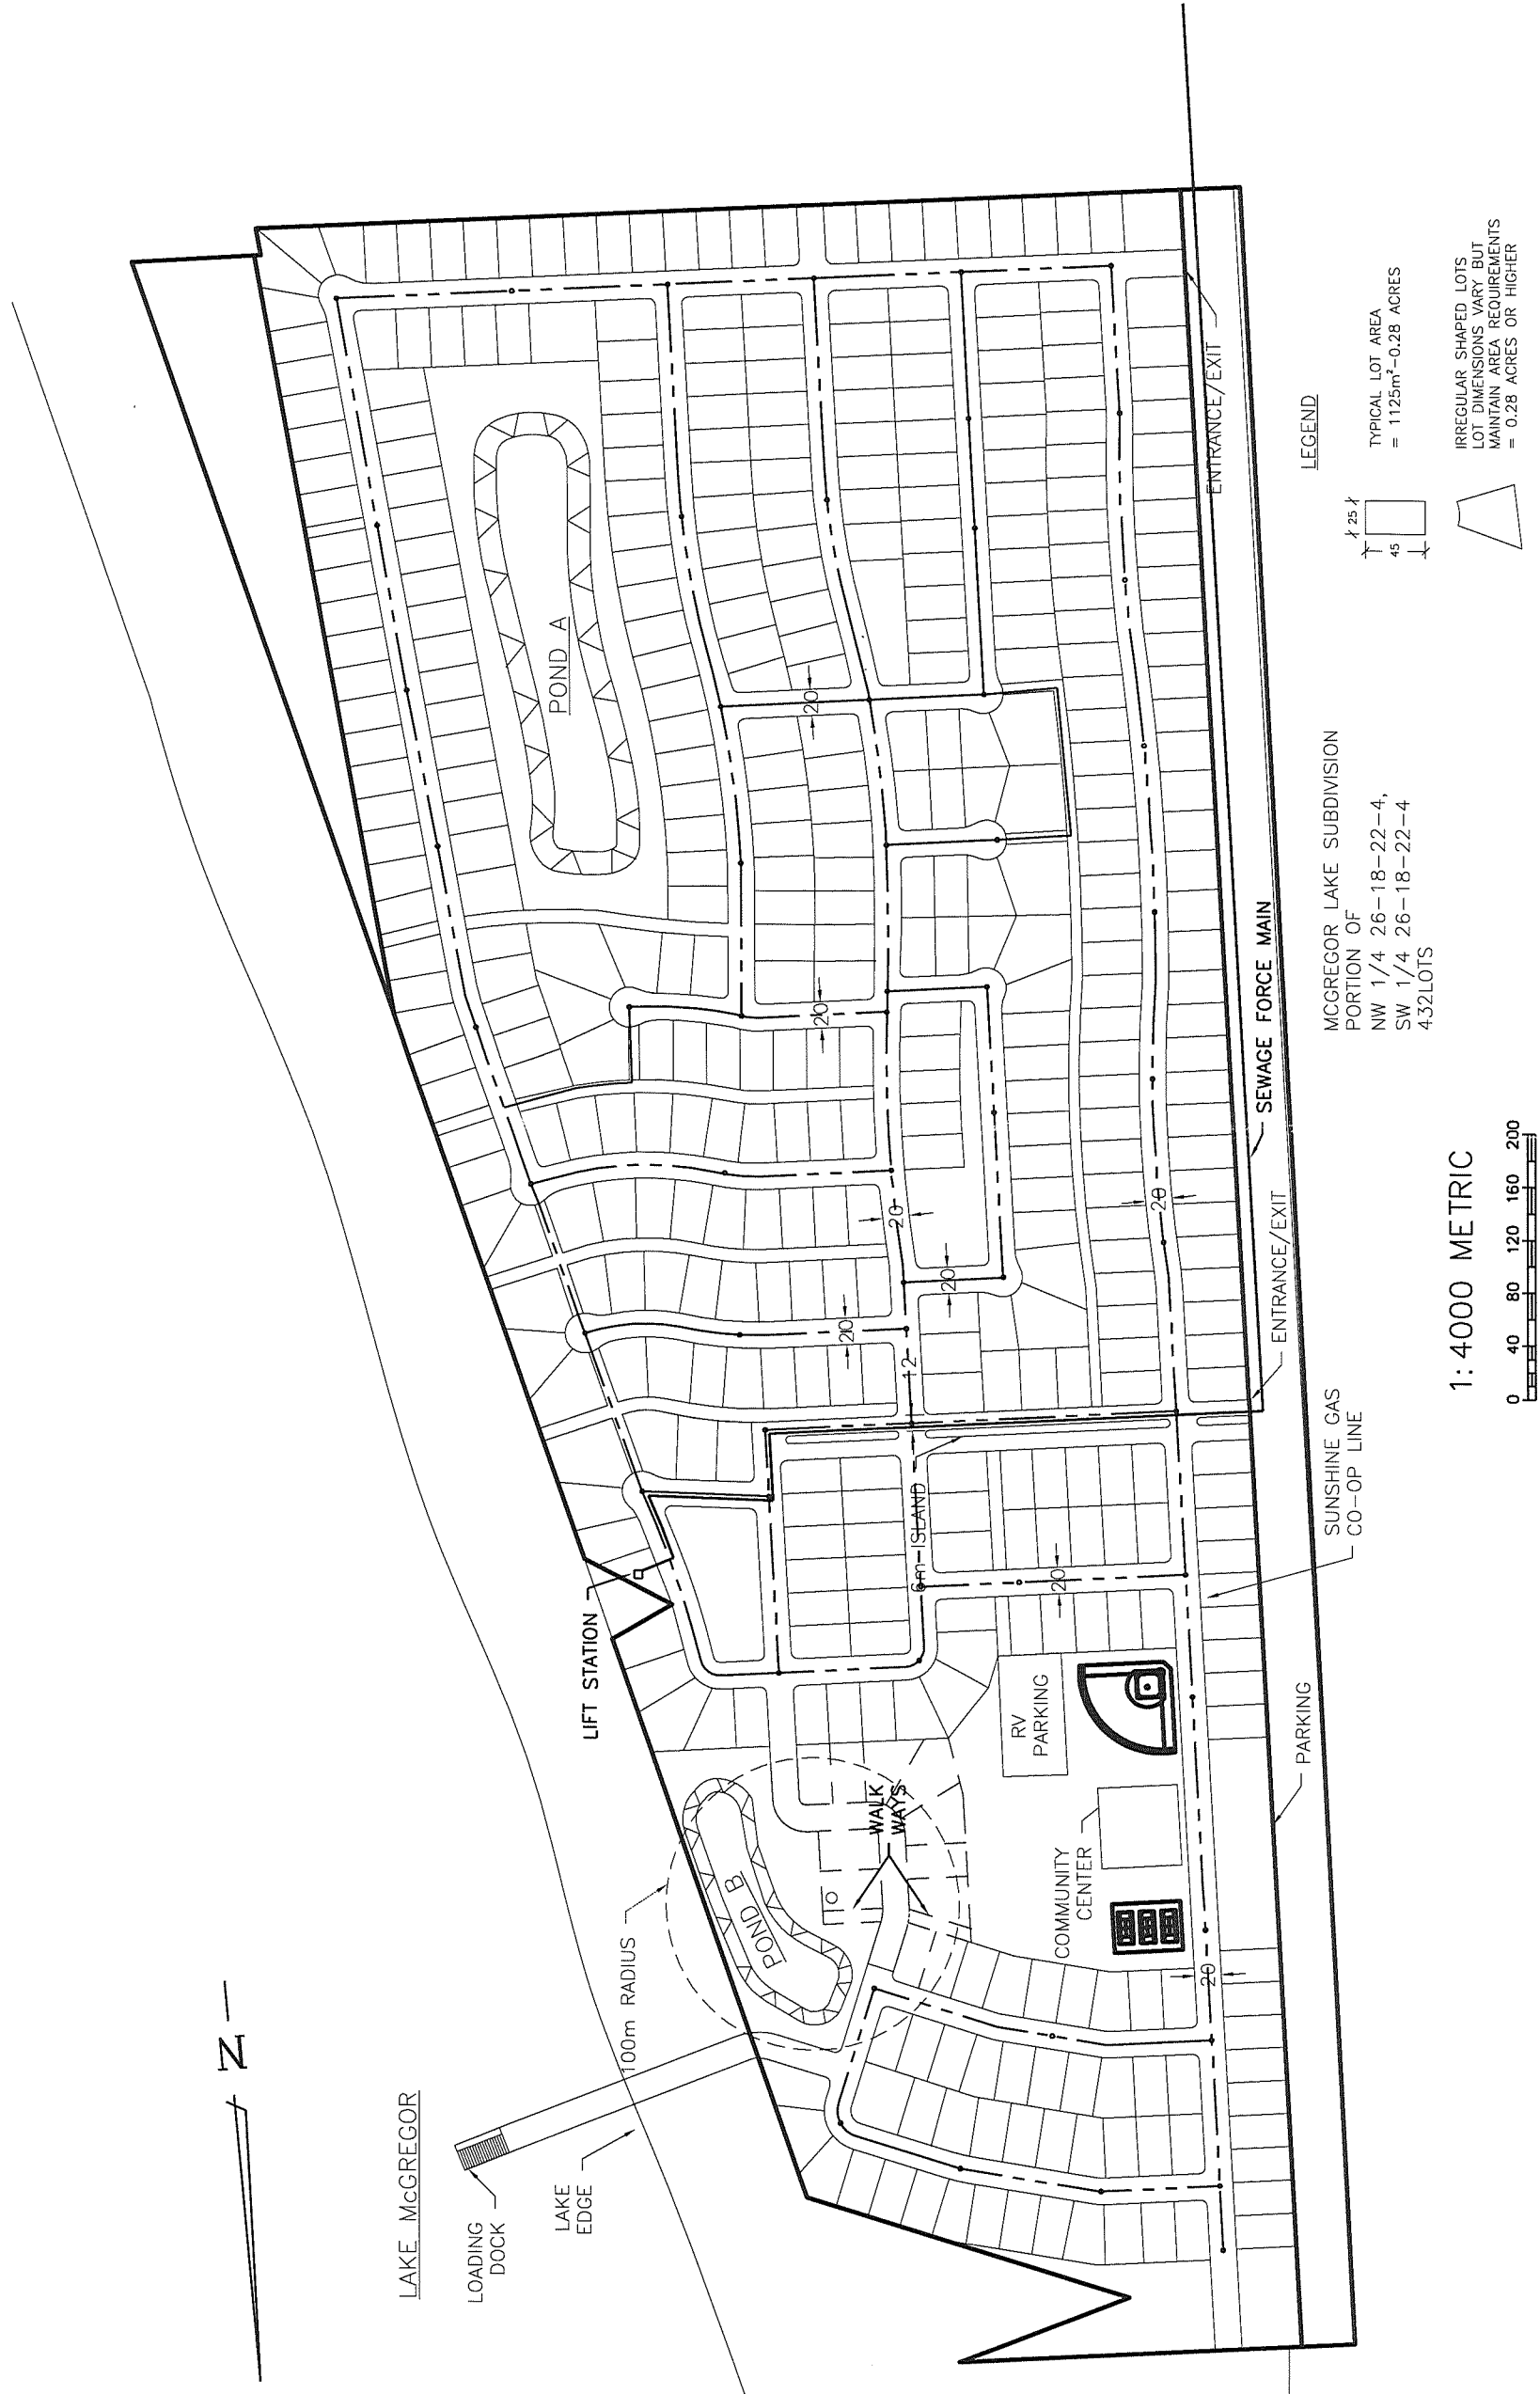 N
LAKE McGREGOR
LOADING
DOCK
LAKE
EDGE
100m RADIUS
LIFT STATION
POND A
POND B
WALK
WAYS
RV
PARKING
COMMUNITY
CENTER
6m ISLAND
12
20
20
20
20
20
20
20
20
ENTRANCE/EXIT
ENTRANCE/EXIT
SEWAGE FORCE MAIN
SUNSHINE GAS
CO-OP LINE
PARKING
MCGREGOR LAKE SUBDIVISION
PORTION OF
NW 1/4 26-18-22-4,
SW 1/4 26-18-22-4
432LOTS
LEGEND
25
45
TYPICAL LOT AREA
= 1125m²-0.28 ACRES
IRREGULAR SHAPED LOTS
LOT DIMENSIONS VARY BUT
MAINTAIN AREA REQUIREMENTS
= 0.28 ACRES OR HIGHER
1:4000 METRIC
0 40 80 120 160 200